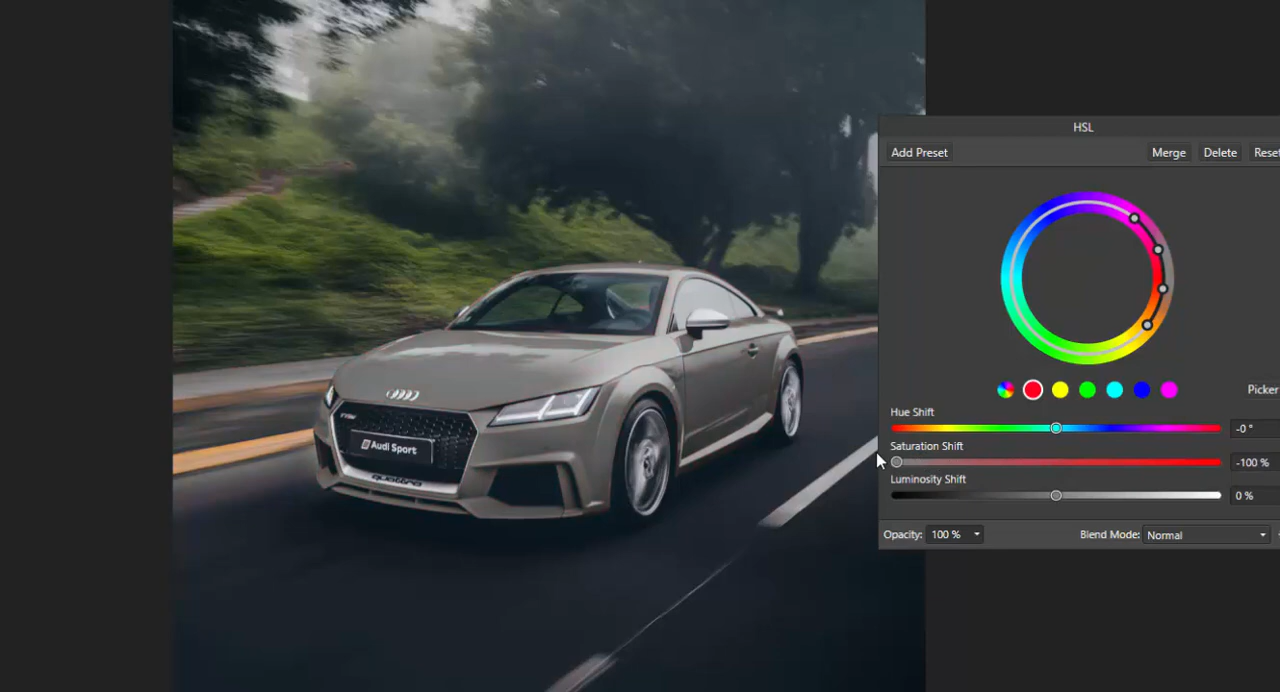 HSL
Add Preset
Merge
Delete
Reset
Picker
Hue Shift
-0 °
Saturation Shift
-100 %
Luminosity Shift
0 %
Opacity: 100 %
Blend Mode: Normal
Audi Sport
quattro